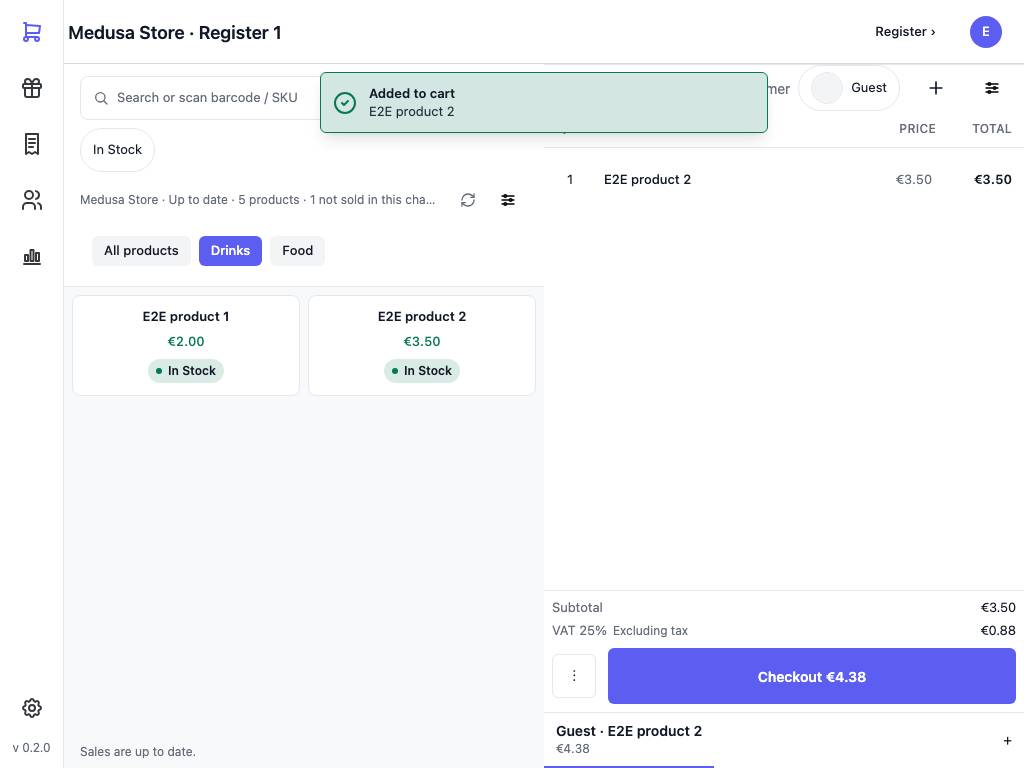 Medusa Store · Register 1
Register ›
E
Search or scan barcode / SKU
Added to cart
E2E product 2
Guest
In Stock
PRICE TOTAL
1 E2E product 2 €3.50 €3.50
Medusa Store · Up to date · 5 products · 1 not sold in this cha...
All products
Drinks
Food
E2E product 1
€2.00
In Stock
E2E product 2
€3.50
In Stock
Subtotal €3.50
VAT 25% Excluding tax €0.88
Checkout €4.38
Guest · E2E product 2
€4.38
+
v 0.2.0
Sales are up to date.